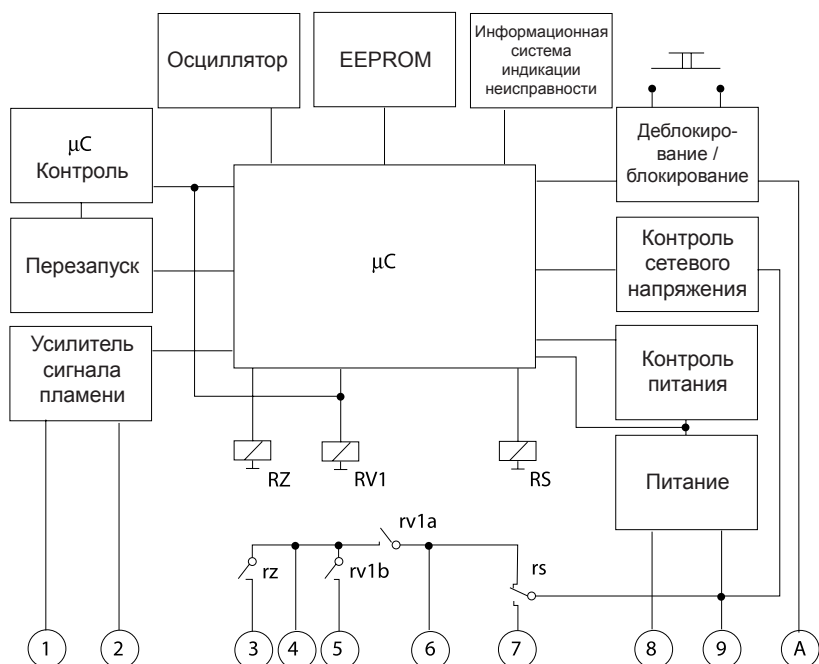 Осциллятор
EEPROM
Информационная
система
индикации
неисправности
μC
Контроль
Деблокиро-
вание /
блокирование
Перезапуск
μC
Контроль
сетевого
напряжения
Усилитель
сигнала
пламени
Контроль
питания
RZ
RV1
RS
Питание
rv1a
rz
rv1b
rs
1
2
3
4
5
6
7
8
9
A